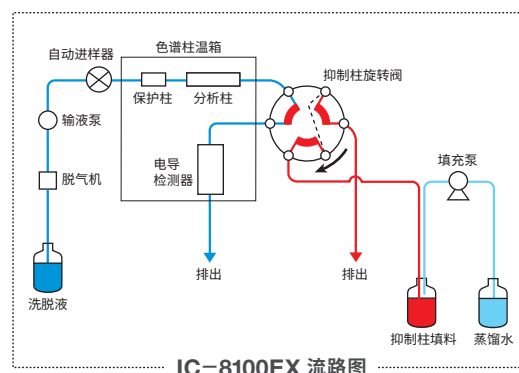 色谱柱温箱
自动进样器
抑制柱旋转阀
保护柱
分析柱
输液泵
电导
检测器
填充泵
脱气机
排出
排出
洗脱液
抑制柱填料
蒸馏水
IC-8100EX 流路图